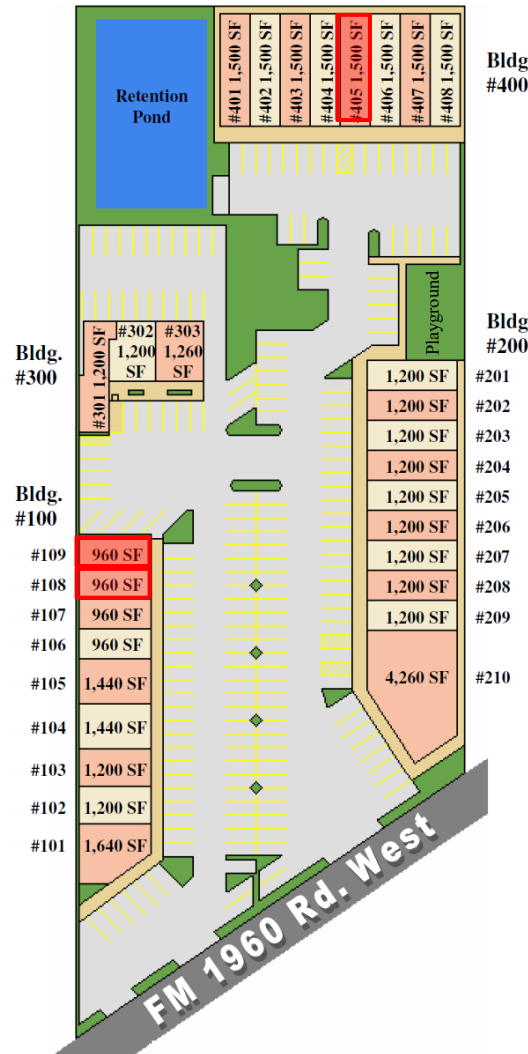 Retention
Pond
#401 1,500 SF
#402 1,500 SF
#403 1,500 SF
#404 1,500 SF
#405 1,500 SF
#406 1,500 SF
#407 1,500 SF
#408 1,500 SF
Bldg
#400
Playground
Bldg
#200
Bldg.
#300
#301 1,200 SF
#302
1,200
SF
#303
1,260
SF
1,200 SF #201
1,200 SF #202
1,200 SF #203
1,200 SF #204
1,200 SF #205
1,200 SF #206
1,200 SF #207
1,200 SF #208
1,200 SF #209
4,260 SF #210
Bldg.
#100
#109 960 SF
#108 960 SF
#107 960 SF
#106 960 SF
#105 1,440 SF
#104 1,440 SF
#103 1,200 SF
#102 1,200 SF
#101 1,640 SF
FM 1960 Rd. West